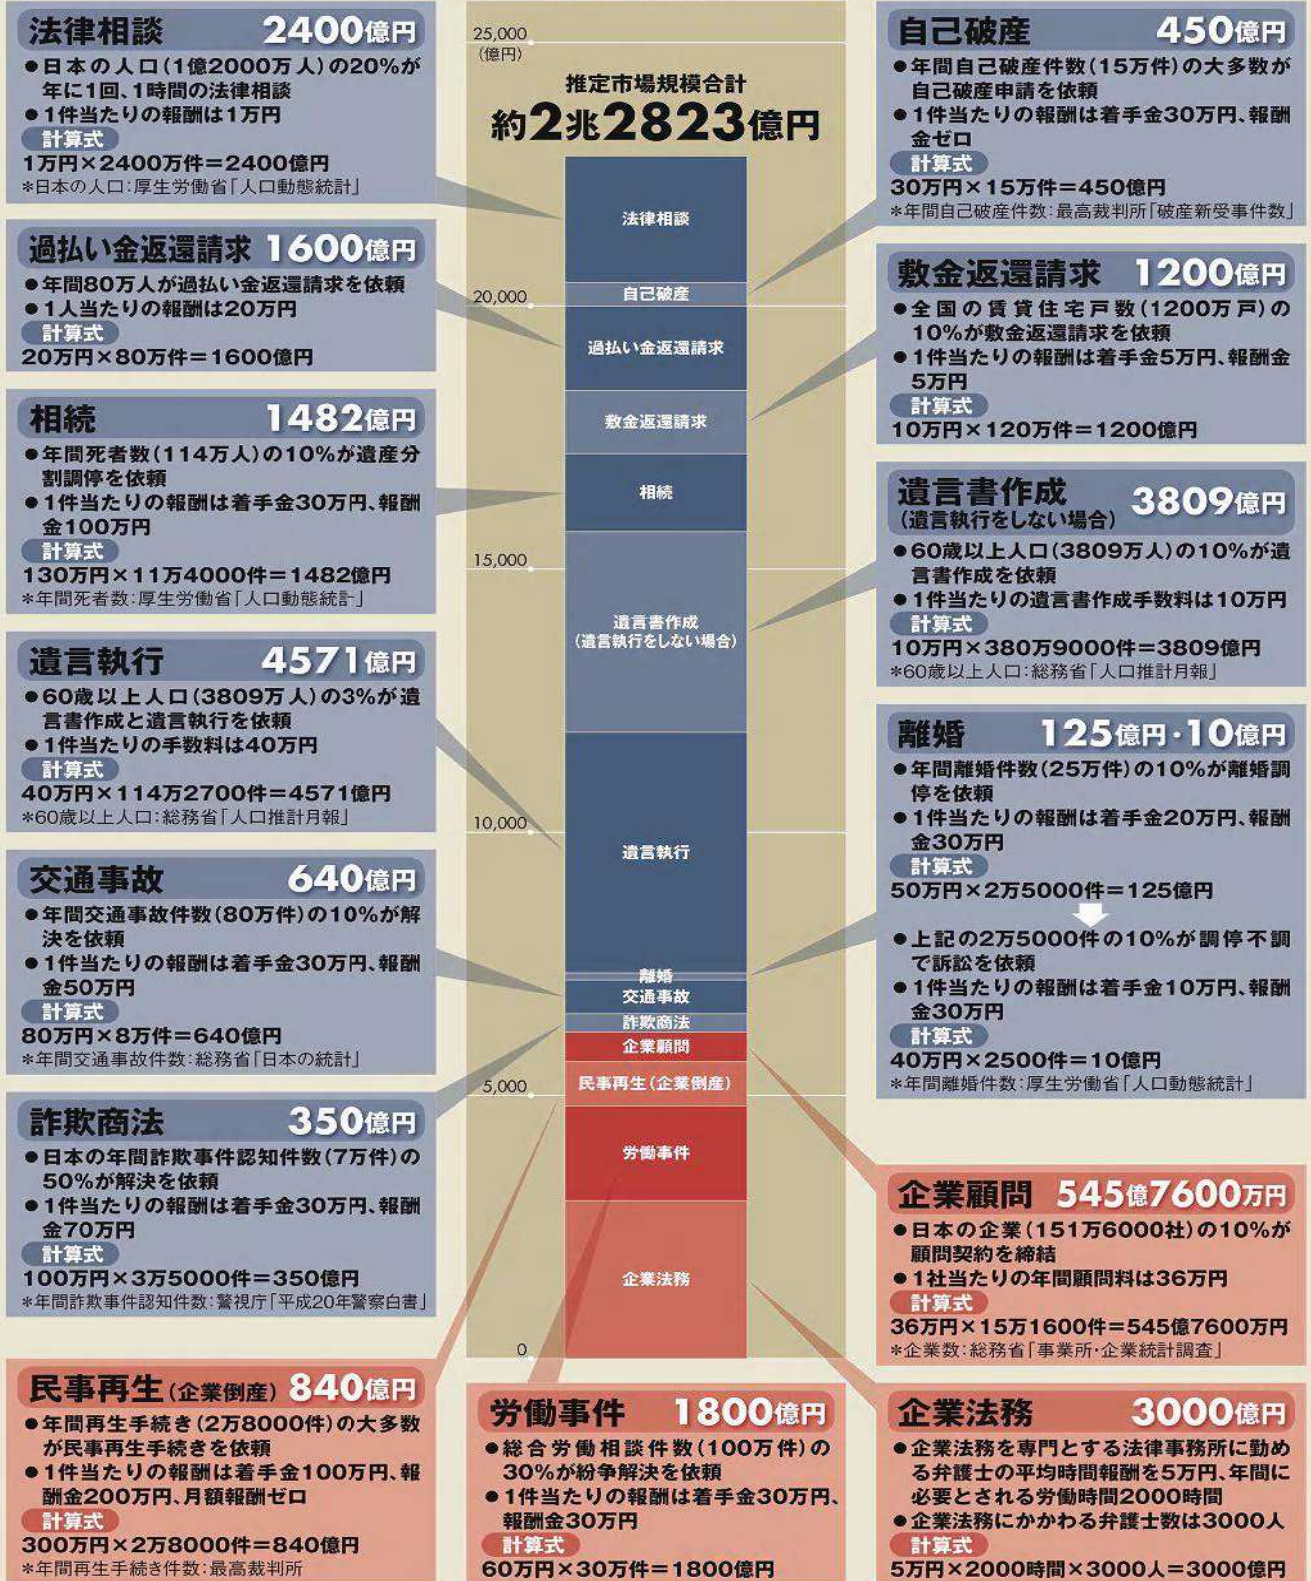 法律相談 2400億円
●日本の人口(1億2000万人)の20%が
年に1回、1時間の法律相談
●1件当たりの報酬は1万円
計算式
1万円×2400万件=2400億円
*日本の人口:厚生労働省「人口動態統計」
過払い金返還請求 1600億円
●年間80万人が過払い金返還請求を依頼
●1人当たりの報酬は20万円
計算式
20万円×80万件=1600億円
相続 1482億円
●年間死者数(114万人)の10%が遺産分
割調停を依頼
●1件当たりの報酬は着手金30万円、報酬
金100万円
計算式
130万円×11万4000件=1482億円
*年間死者数:厚生労働省「人口動態統計」
遺言執行 4571億円
●60歳以上人口(3809万人)の3%が遺
言書作成と遺言執行を依頼
●1件当たりの手数料は40万円
計算式
40万円×114万2700件=4571億円
*60歳以上人口:総務省「人口推計月報」
交通事故 640億円
●年間交通事故件数(80万件)の10%が解
決を依頼
●1件当たりの報酬は着手金30万円、報酬
金50万円
計算式
80万円×8万件=640億円
*年間交通事故件数:総務省「日本の統計」
詐欺商法 350億円
●日本の年間詐欺事件認知件数(7万件)の
50%が解決を依頼
●1件当たりの報酬は着手金30万円、報酬
金70万円
計算式
100万円×3万5000件=350億円
*年間詐欺事件認知件数:警視庁「平成20年警察白書」
民事再生(企業倒産) 840億円
●年間再生手続き(2万8000件)の大多数
が民事再生手続きを依頼
●1件当たりの報酬は着手金100万円、報
酬金200万円、月額報酬ゼロ
計算式
300万円×2万8000件=840億円
*年間再生手続き件数:最高裁判所
25,000
(億円)
推定市場規模合計
約2兆2823億円
法律相談
自己破産
20,000
過払い金返還請求
敷金返還請求
相続
15,000
遺言書作成
(遺言執行をしない場合)
10,000
遺言執行
離婚
交通事故
詐欺商法
企業顧問
民事再生(企業倒産)
5,000
労働事件
企業法務
0
労働事件 1800億円
●総合労働相談件数(100万件)の
30%が紛争解決を依頼
●1件当たりの報酬は着手金30万円、
報酬金30万円
計算式
60万円×30万件=1800億円
自己破産 450億円
●年間自己破産件数(15万件)の大多数が
自己破産申請を依頼
●1件当たりの報酬は着手金30万円、報酬
金ゼロ
計算式
30万円×15万件=450億円
*年間自己破産件数:最高裁判所「破産新受事件数」
敷金返還請求 1200億円
●全国の賃貸住宅戸数(1200万戸)の
10%が敷金返還請求を依頼
●1件当たりの報酬は着手金5万円、報酬金
5万円
計算式
10万円×120万件=1200億円
遺言書作成 3809億円
(遺言執行をしない場合)
●60歳以上人口(3809万人)の10%が遺
言書作成を依頼
●1件当たりの遺言書作成手数料は10万円
計算式
10万円×380万9000件=3809億円
*60歳以上人口:総務省「人口推計月報」
離婚 125億円・10億円
●年間離婚件数(25万件)の10%が離婚調
停を依頼
●1件当たりの報酬は着手金20万円、報酬
金30万円
計算式
50万円×2万5000件=125億円
●上記の2万5000件の10%が調停不調
で訴訟を依頼
●1件当たりの報酬は着手金10万円、報酬
金30万円
計算式
40万円×2500件=10億円
*年間離婚件数:厚生労働省「人口動態統計」
企業顧問 545億7600万円
●日本の企業(151万6000社)の10%が
顧問契約を締結
●1社当たりの年間顧問料は36万円
計算式
36万円×15万1600件=545億7600万円
*企業数:総務省「事業所・企業統計調査」
企業法務 3000億円
●企業法務を専門とする法律事務所に勤め
る弁護士の平均時間報酬を5万円、年間に
必要とされる労働時間2000時間
●企業法務にかかわる弁護士数は3000人
計算式
5万円×2000時間×3000人=3000億円